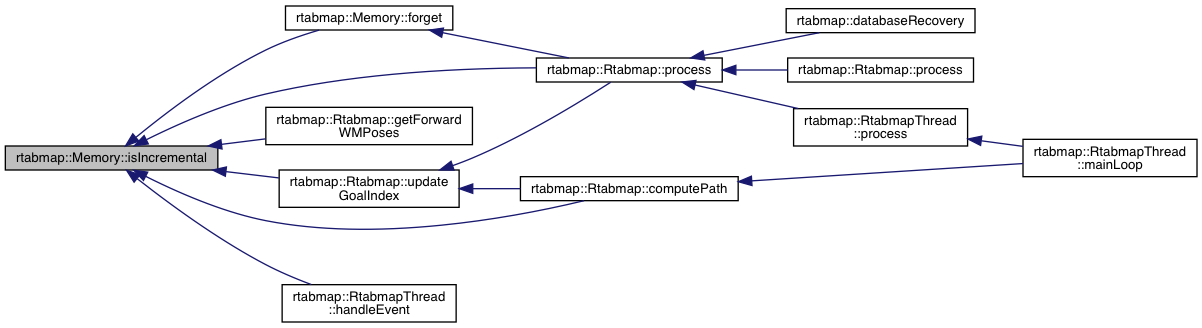 rtabmap::Memory::isIncremental
rtabmap::Memory::forget
rtabmap::Rtabmap::process
rtabmap::databaseRecovery
rtabmap::Rtabmap::process
rtabmap::RtabmapThread
::process
rtabmap::RtabmapThread
::mainLoop
rtabmap::Rtabmap::getForward
WMPoses
rtabmap::Rtabmap::update
GoalIndex
rtabmap::Rtabmap::computePath
rtabmap::RtabmapThread
::handleEvent